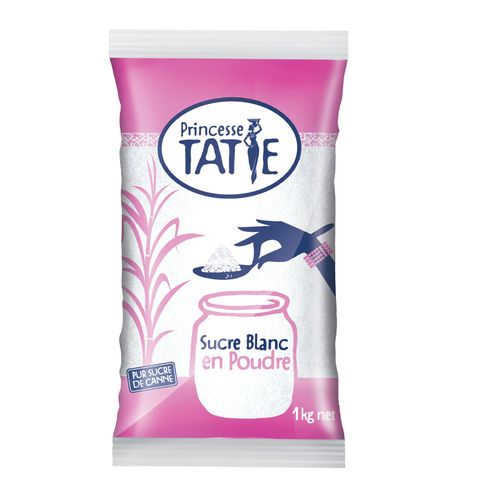 Princesse
TATIE
Sucre Blanc
en Poudre
PUR SUCRE
DE CANNE
1kg net